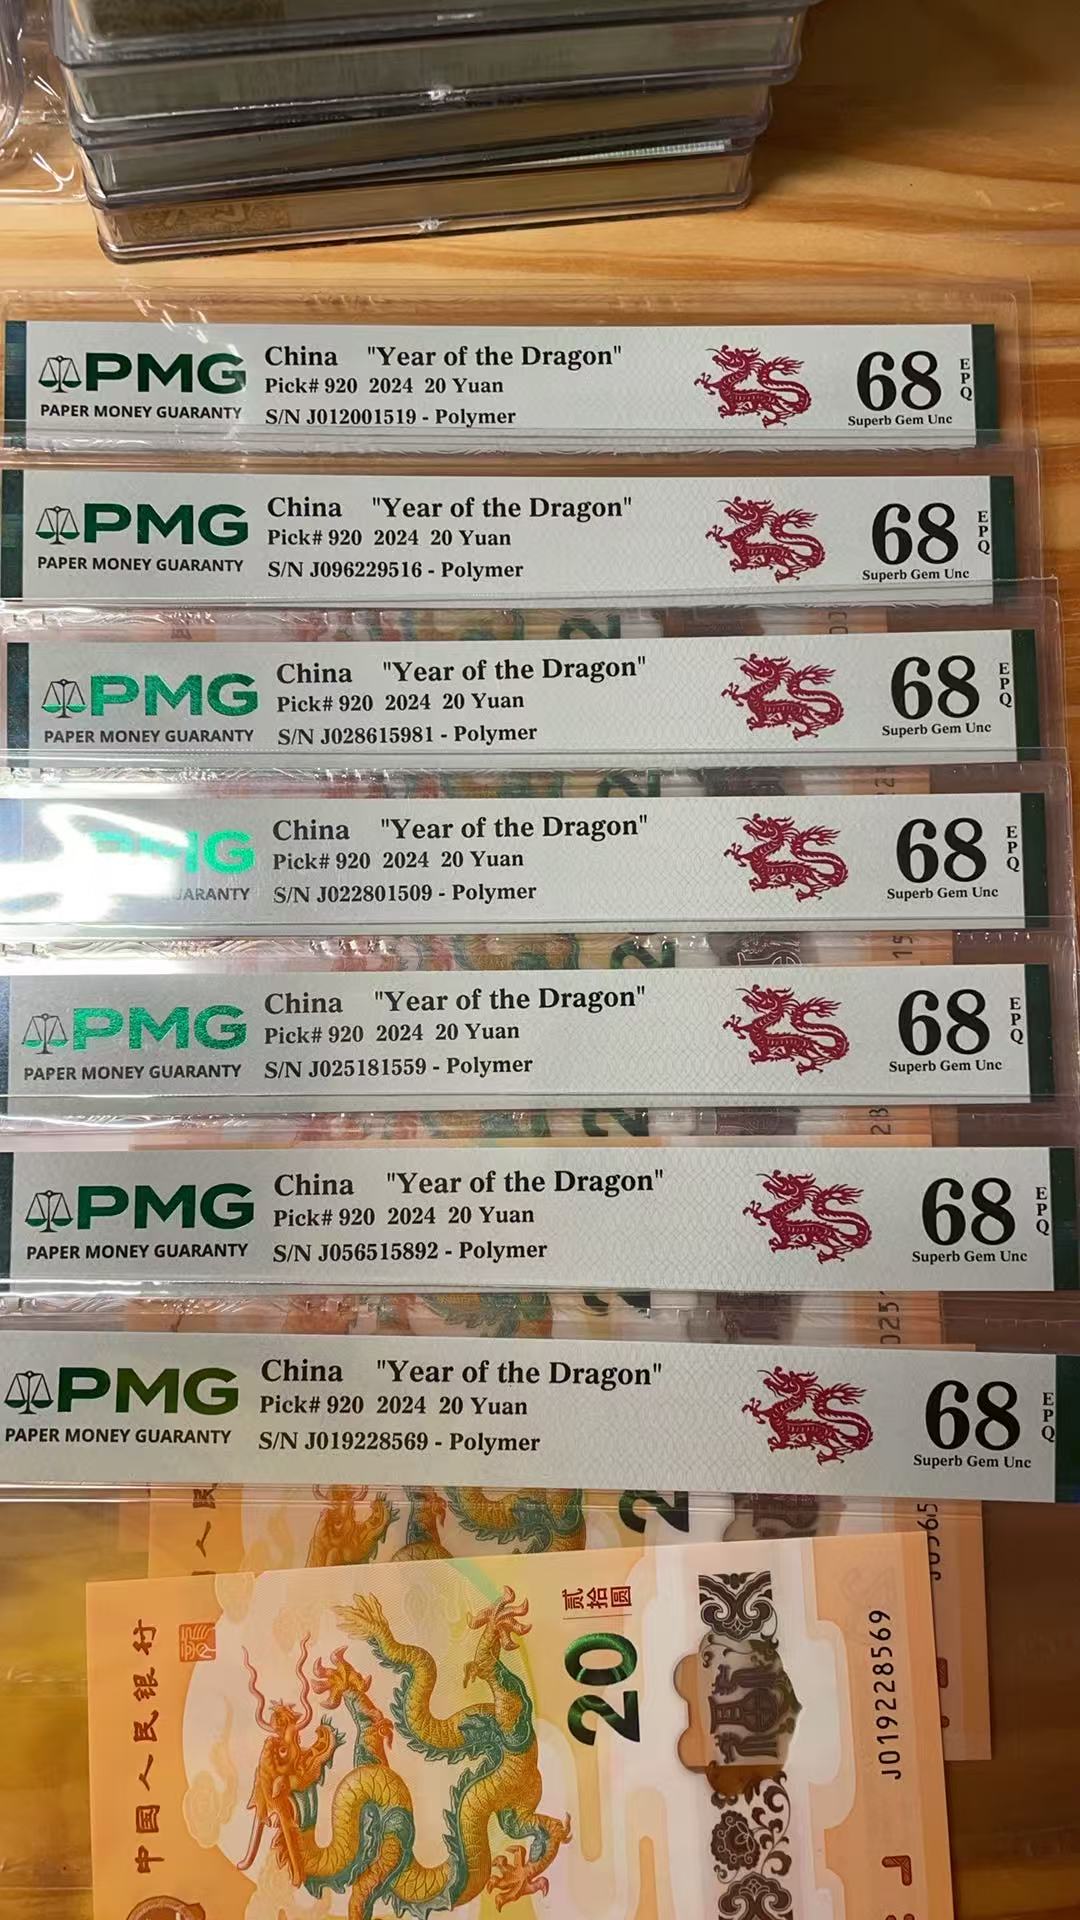 PMG
PAPER MONEY GUARANTY
China "Year of the Dragon"
Pick# 920 2024 20 Yuan
S/N J012001519 - Polymer
68
EPQ
Superb Gem Unc
PMG
PAPER MONEY GUARANTY
China "Year of the Dragon"
Pick# 920 2024 20 Yuan
S/N J096229516 - Polymer
68
EPQ
Superb Gem Unc
PMG
PAPER MONEY GUARANTY
China "Year of the Dragon"
Pick# 920 2024 20 Yuan
S/N J028615981 - Polymer
68
EPQ
Superb Gem Unc
China "Year of the Dragon"
Pick# 920 2024 20 Yuan
S/N J022801509 - Polymer
68
EPQ
Superb Gem Unc
PMG
PAPER MONEY GUARANTY
China "Year of the Dragon"
Pick# 920 2024 20 Yuan
S/N J025181559 - Polymer
68
EPQ
Superb Gem Unc
PMG
PAPER MONEY GUARANTY
China "Year of the Dragon"
Pick# 920 2024 20 Yuan
S/N J056515892 - Polymer
68
EPQ
Superb Gem Unc
PMG
PAPER MONEY GUARANTY
China "Year of the Dragon"
Pick# 920 2024 20 Yuan
S/N J019228569 - Polymer
68
EPQ
Superb Gem Unc
中国人民银行
贰拾圆
20
J019228569